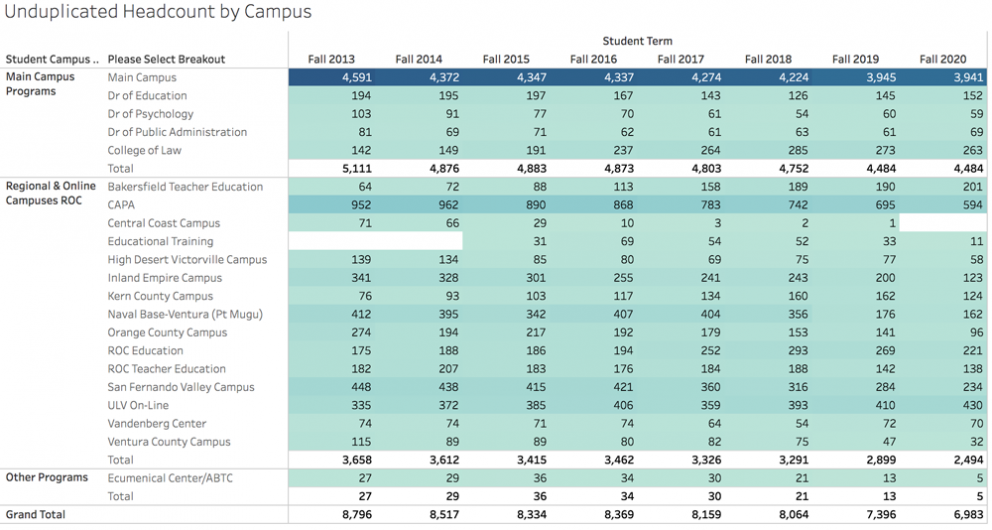 Unduplicated Headcount by Campus
Student Term
Student Campus .. Please Select Breakout Fall 2013 Fall 2014 Fall 2015 Fall 2016 Fall 2017 Fall 2018 Fall 2019 Fall 2020
Main Campus Programs Main Campus 4,591 4,372 4,347 4,337 4,274 4,224 3,945 3,941
Dr of Education 194 195 197 167 143 126 145 152
Dr of Psychology 103 91 77 70 61 54 60 59
Dr of Public Administration 81 69 71 62 61 63 61 69
College of Law 142 149 191 237 264 285 273 263
Total 5,111 4,876 4,883 4,873 4,803 4,752 4,484 4,484
Regional & Online Campuses ROC Bakersfield Teacher Education 64 72 88 113 158 189 190 201
CAPA 952 962 890 868 783 742 695 594
Central Coast Campus 71 66 29 10 3 2 1
Educational Training 31 69 54 52 33 11
High Desert Victorville Campus 139 134 85 80 69 75 77 58
Inland Empire Campus 341 328 301 255 241 243 200 123
Kern County Campus 76 93 103 117 134 160 162 124
Naval Base-Ventura (Pt Mugu) 412 395 342 407 404 356 176 162
Orange County Campus 274 194 217 192 179 153 141 96
ROC Education 175 188 186 194 252 293 269 221
ROC Teacher Education 182 207 183 176 184 188 142 138
San Fernando Valley Campus 448 438 415 421 360 316 284 234
ULV On-Line 335 372 385 406 359 393 410 430
Vandenberg Center 74 74 71 74 64 54 72 70
Ventura County Campus 115 89 89 80 82 75 47 32
Total 3,658 3,612 3,415 3,462 3,326 3,291 2,899 2,494
Other Programs Ecumenical Center/ABTC 27 29 36 34 30 21 13 5
Total 27 29 36 34 30 21 13 5
Grand Total 8,796 8,517 8,334 8,369 8,159 8,064 7,396 6,983